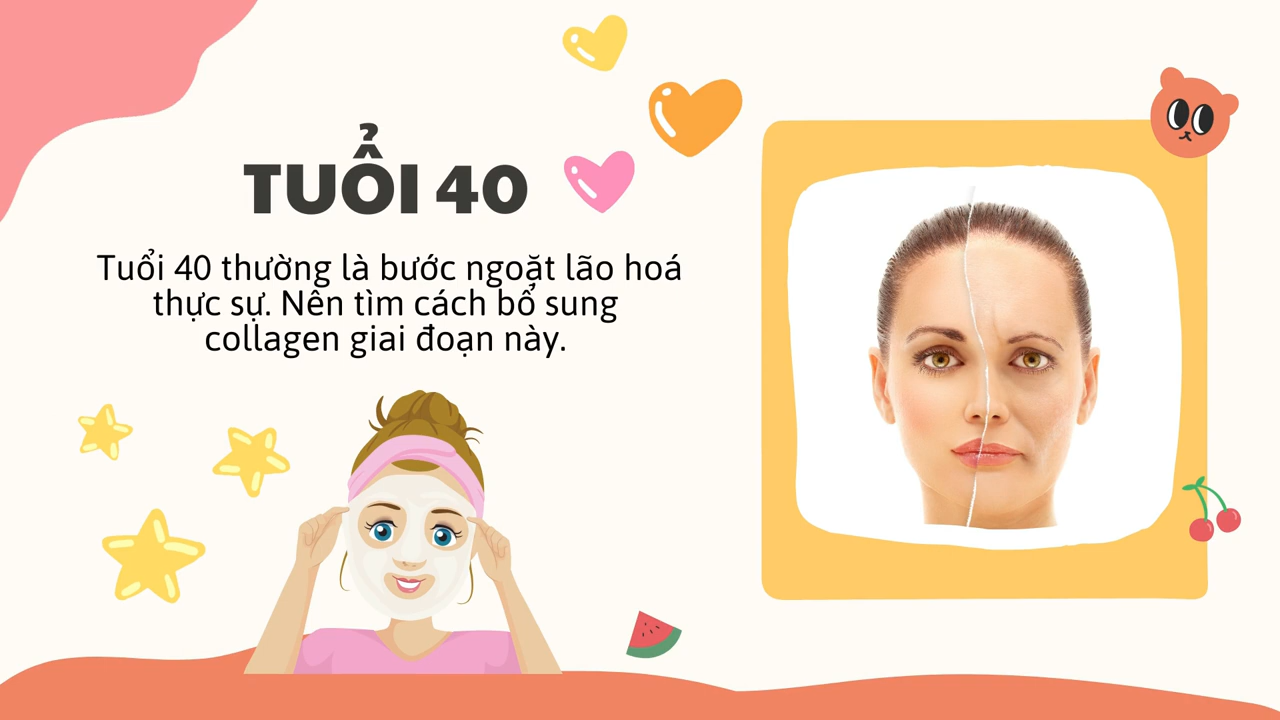 TUỔI 40
Tuổi 40 thường là bước ngoặt lão hoá
thực sự. Nên tìm cách bổ sung
collagen giai đoạn này.